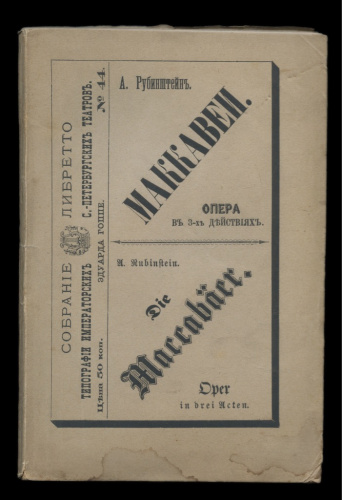 СОБРАНІЕ ЛИБРЕТТО
ТИПОГРАФІИ ИМПЕРАТОРСКИХЪ С.-ПЕТЕРБУРГСКИХЪ ТЕАТРОВЪ.
ЭДУАРДА ГОППЕ.
Цѣна 30 коп.
№ 44.
А. Рубинштейнъ.
МАККАВЕИ.
ОПЕРА
ВЪ 3-хъ ДѢЙСТВІЯХЪ.
A. Rubinstein.
Die
Maccabäer.
Oper
in drei Acten.